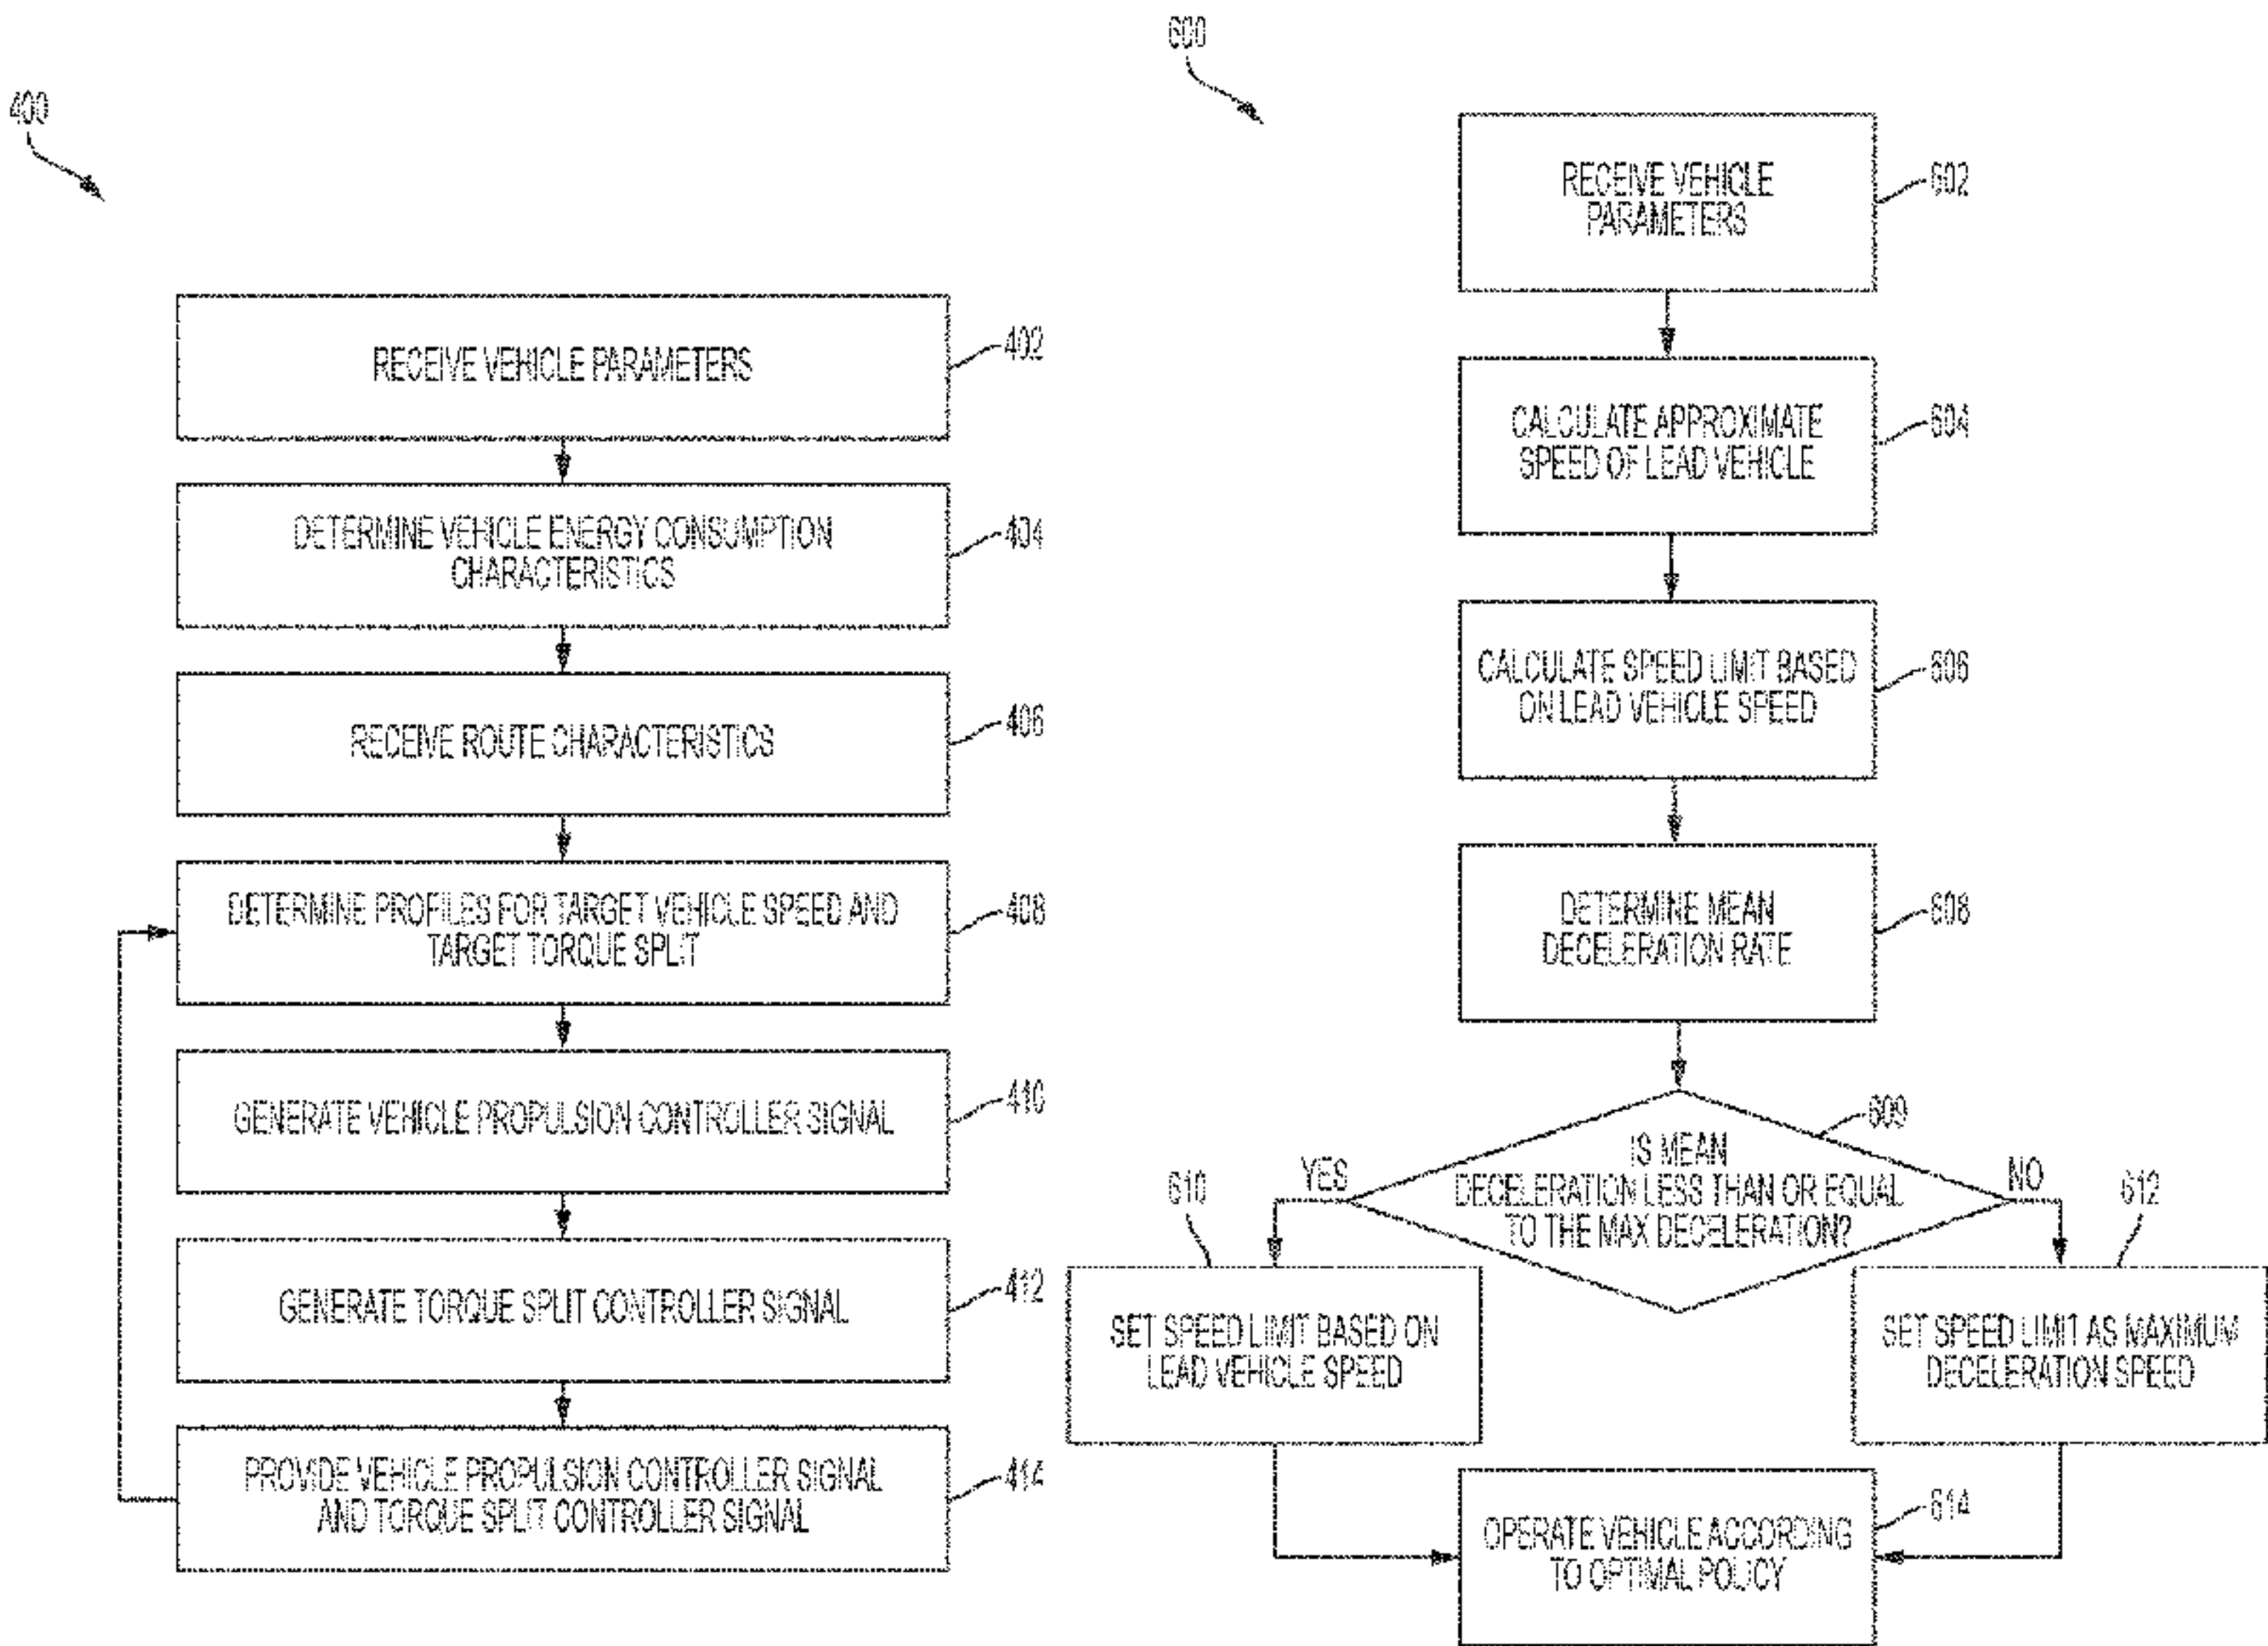 400
RECEIVE VEHICLE PARAMETERS
402
DETERMINE VEHICLE ENERGY CONSUMPTION
CHARACTERISTICS
404
RECEIVE ROUTE CHARACTERISTICS
406
DETERMINE PROFILES FOR TARGET VEHICLE SPEED AND
TARGET TORQUE SPLIT
408
GENERATE VEHICLE PROPULSION CONTROLLER SIGNAL
410
GENERATE TORQUE SPLIT CONTROLLER SIGNAL
412
PROVIDE VEHICLE PROPULSION CONTROLLER SIGNAL
AND TORQUE SPLIT CONTROLLER SIGNAL
414
600
RECEIVE VEHICLE
PARAMETERS
602
CALCULATE APPROXIMATE
SPEED OF LEAD VEHICLE
604
CALCULATE SPEED LIMIT BASED
ON LEAD VEHICLE SPEED
606
DETERMINE MEAN
DECELERATION RATE
608
609
IS MEAN
DECELERATION LESS THAN OR EQUAL
TO THE MAX DECELERATION?
YES
NO
610
SET SPEED LIMIT BASED ON
LEAD VEHICLE SPEED
612
SET SPEED LIMIT AS MAXIMUM
DECELERATION SPEED
OPERATE VEHICLE ACCORDING
TO OPTIMAL POLICY
614